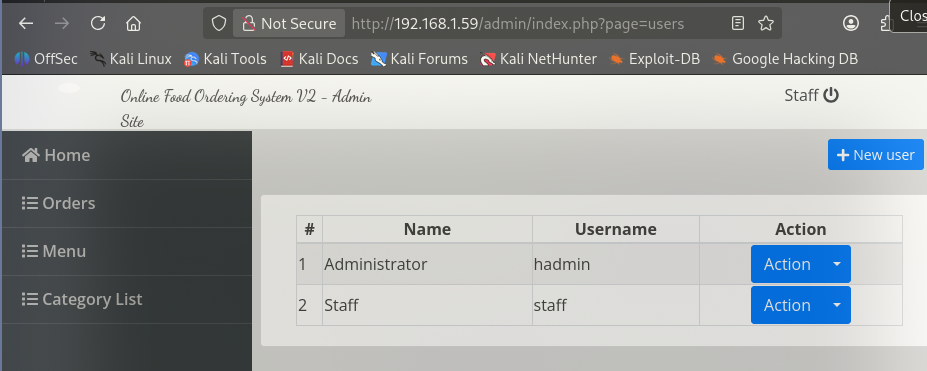 Clos
Not Secure http://192.168.1.59/admin/index.php?page=users
OffSec Kali Linux Kali Tools Kali Docs Kali Forums Kali NetHunter Exploit-DB Google Hacking DB
Online Food Ordering System V2 - Admin
Site
Staff
Home
New user
Orders
Menu
Category List
# Name Username Action
1 Administrator hadmin Action
2 Staff staff Action